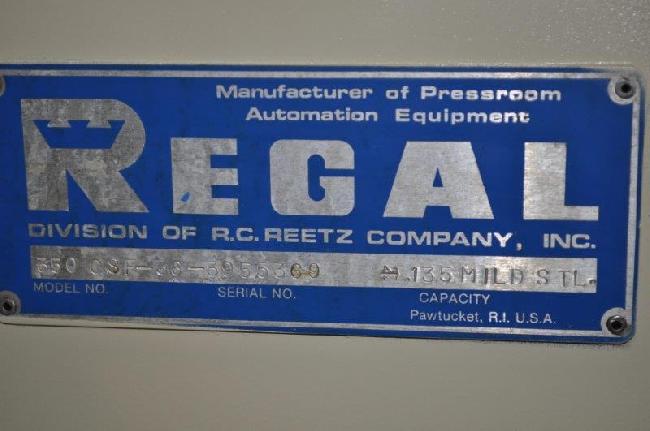 Manufacturer of Pressroom
Automation Equipment
REGAL
DIVISION OF R.C. REETZ COMPANY, INC.
.135 MILD STL.
MODEL NO. SERIAL NO. CAPACITY
Pawtucket, R.I. U.S.A.